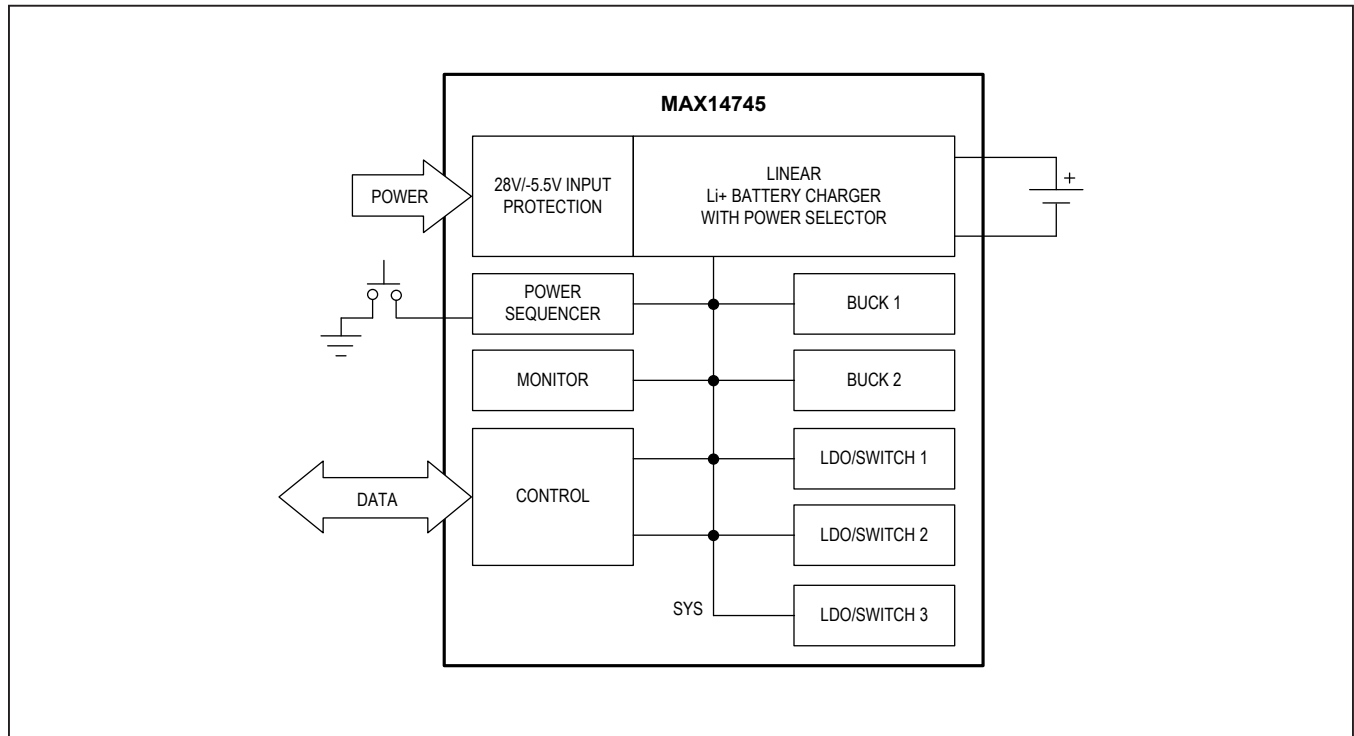 MAX14745
POWER
28V/-5.5V INPUT
PROTECTION
LINEAR
Li+ BATTERY CHARGER
WITH POWER SELECTOR
+
POWER
SEQUENCER
BUCK 1
MONITOR
BUCK 2
DATA
CONTROL
LDO/SWITCH 1
LDO/SWITCH 2
SYS
LDO/SWITCH 3